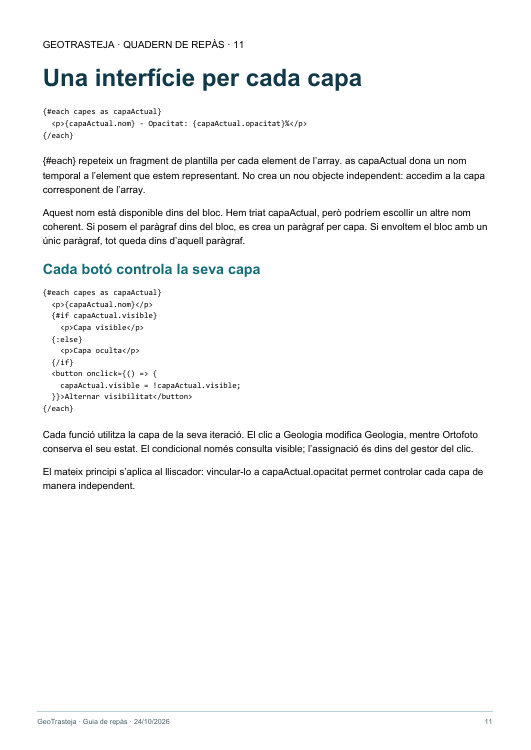 GEOTRASTEJA · QUADERN DE REPÀS · 11
Una interfície per cada capa
{#each capes as capaActual}
  <p>{capaActual.nom} - Opacitat: {capaActual.opacitat}%</p>
{/each}
{#each} repeteix un fragment de plantilla per cada element de l’array. as capaActual dona un nom
temporal a l’element que estem representant. No crea un nou objecte independent: accedim a la capa
corresponent de l’array.
Aquest nom està disponible dins del bloc. Hem triat capaActual, però podríem escollir un altre nom
coherent. Si posem el paràgraf dins del bloc, es crea un paràgraf per capa. Si envoltem el bloc amb un
únic paràgraf, tot queda dins d’aquell paràgraf.
Cada botó controla la seva capa
{#each capes as capaActual}
  <p>{capaActual.nom}</p>
  {#if capaActual.visible}
    <p>Capa visible</p>
  {:else}
    <p>Capa oculta</p>
  {/if}
  <button onclick={() => {
    capaActual.visible = !capaActual.visible;
  }}>Alternar visibilitat</button>
{/each}
Cada funció utilitza la capa de la seva iteració. El clic a Geologia modifica Geologia, mentre Ortofoto
conserva el seu estat. El condicional només consulta visible; l’assignació és dins del gestor del clic.
El mateix principi s’aplica al lliscador: vincular-lo a capaActual.opacitat permet controlar cada capa de
manera independent.
GeoTrasteja · Guia de repàs · 24/10/2026
11